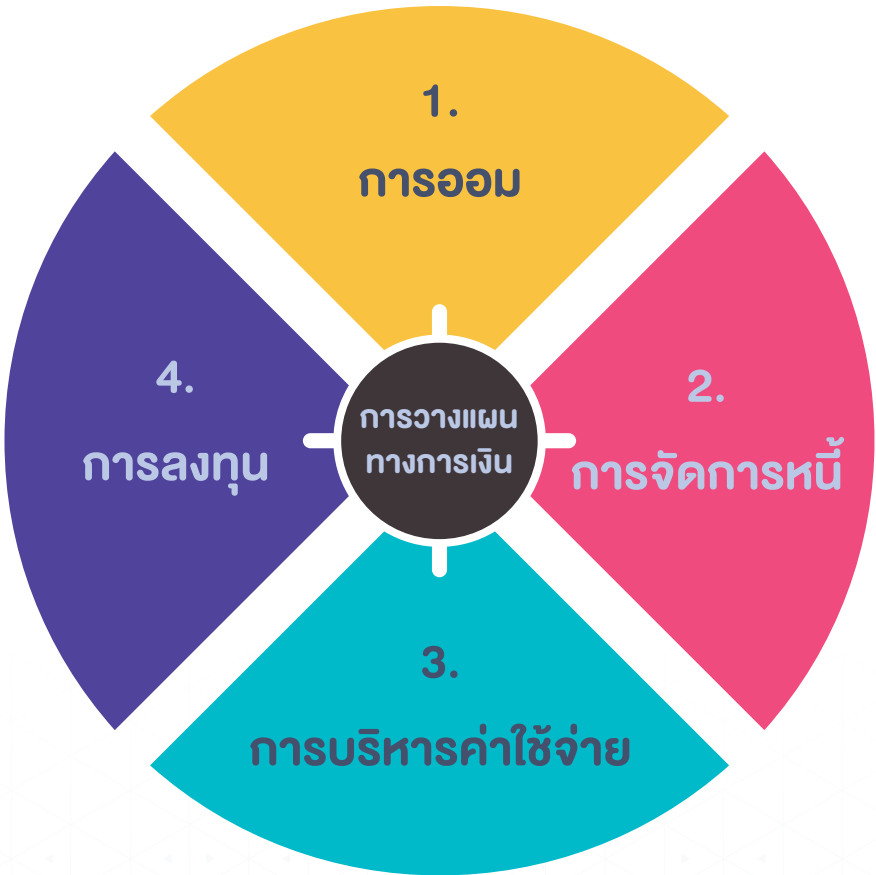 1.
การออม
2.
การจัดการหนี้
3.
การบริหารค่าใช้จ่าย
4.
การลงทุน
การวางแผน
ทางการเงิน